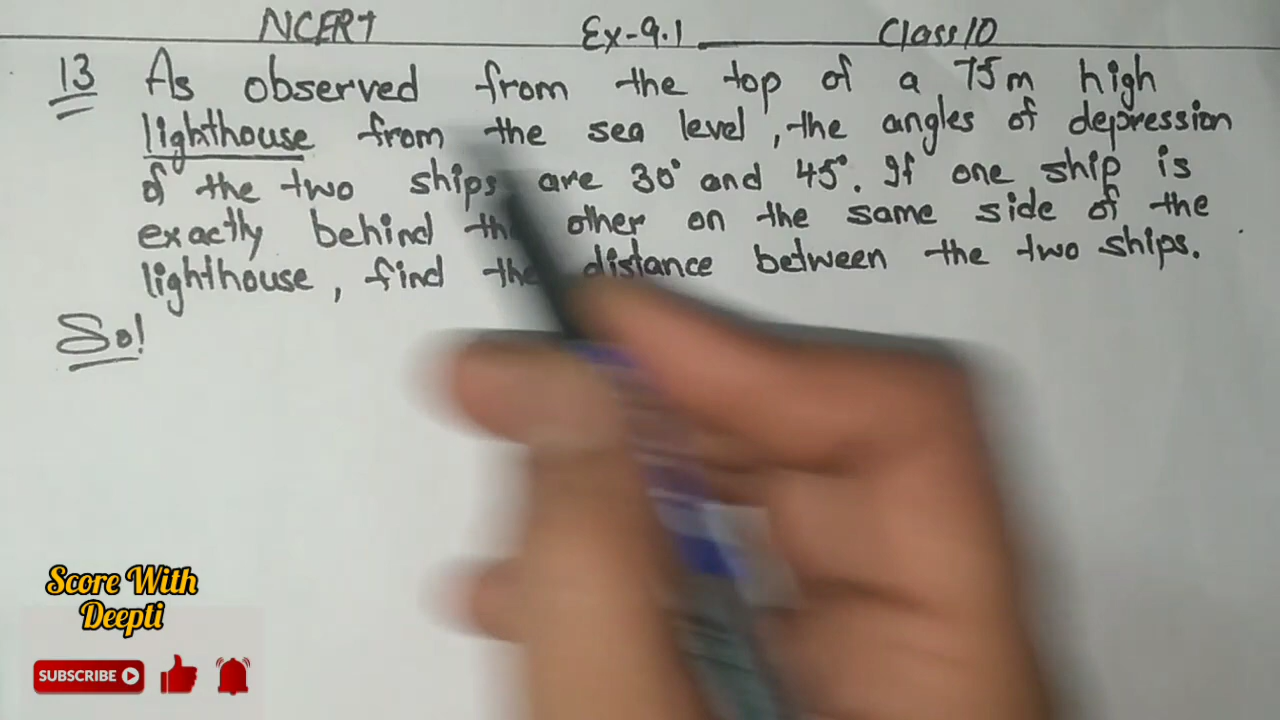 NCERT Ex-9.1 Class 10
13 As observed from the top of a 75m high
lighthouse from the sea level, the angles of depression
of the two ships are 30° and 45°. If one ship is
exactly behind the other on the same side of the
lighthouse, find the distance between the two ships.
Sol
Score With
Deepti
SUBSCRIBE